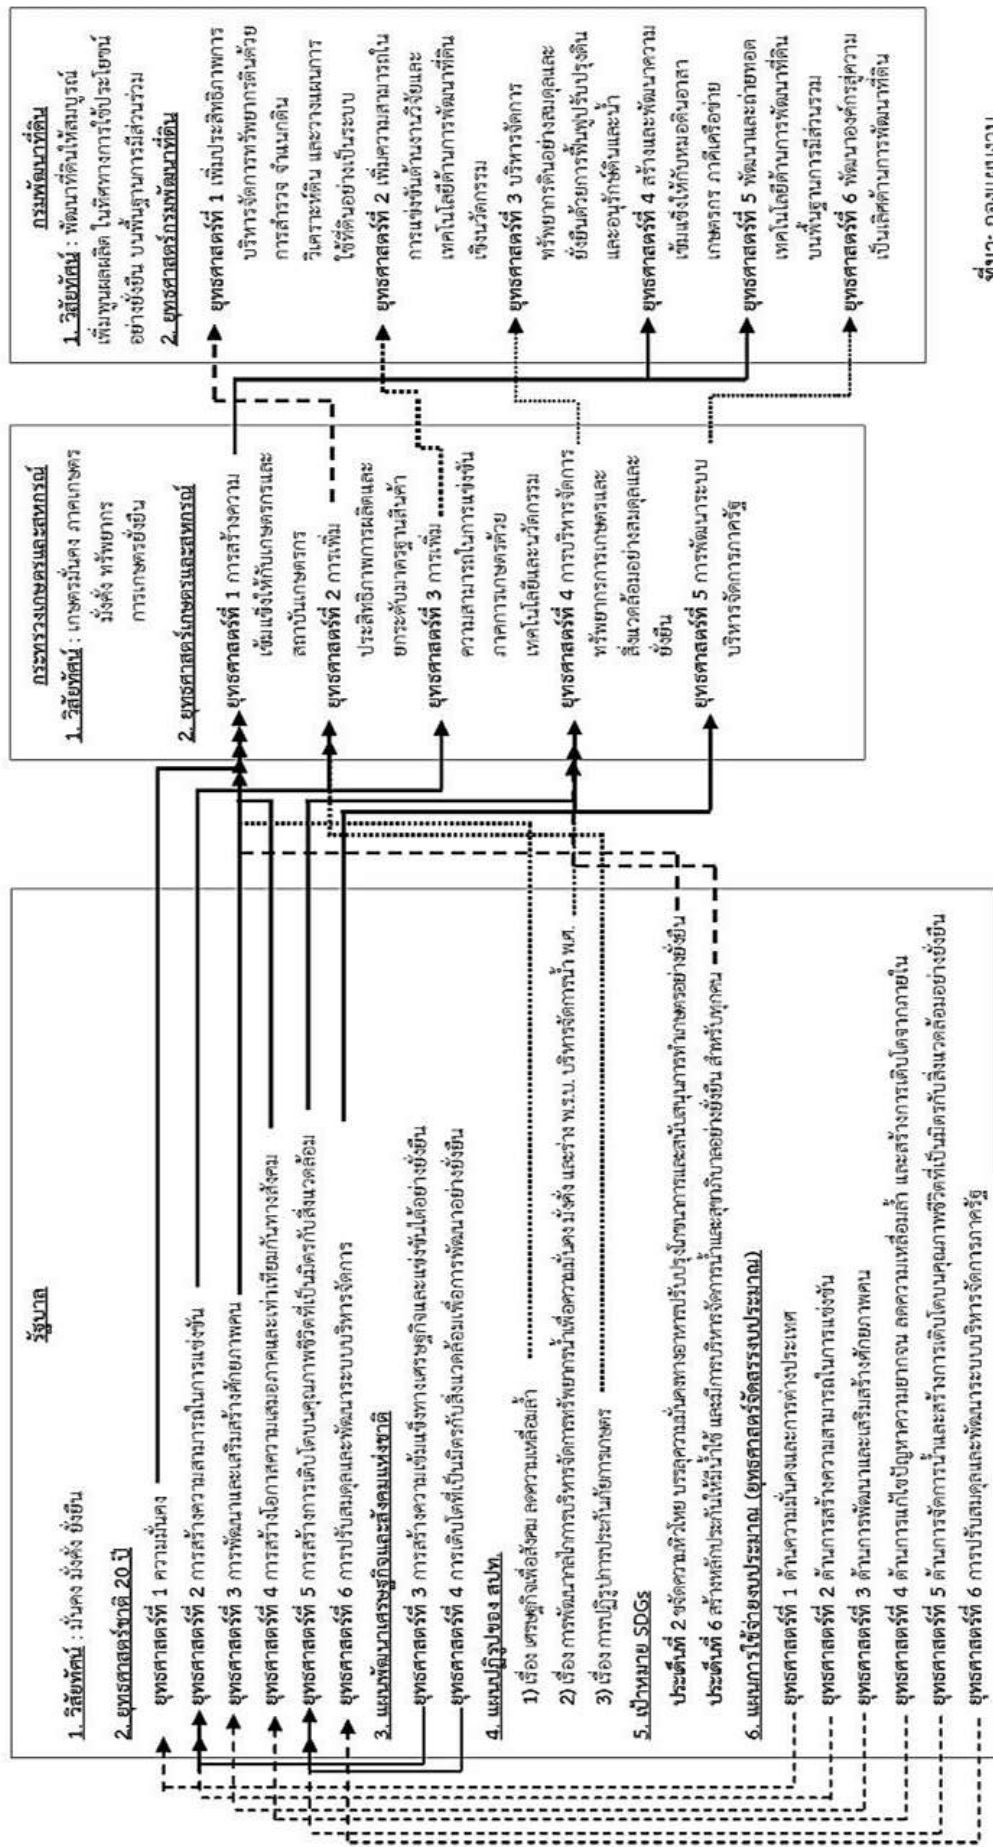 รัฐบาล
1. วิสัยทัศน์ : มั่นคง มั่งคั่ง ยั่งยืน
2. ยุทธศาสตร์ชาติ 20 ปี
ยุทธศาสตร์ที่ 1 ความมั่นคง
ยุทธศาสตร์ที่ 2 การสร้างความสามารถในการแข่งขัน
ยุทธศาสตร์ที่ 3 การพัฒนาและเสริมสร้างศักยภาพคน
ยุทธศาสตร์ที่ 4 การสร้างโอกาสความเสมอภาคและเท่าเทียมกันทางสังคม
ยุทธศาสตร์ที่ 5 การสร้างการเติบโตบนคุณภาพชีวิตที่เป็นมิตรกับสิ่งแวดล้อม
ยุทธศาสตร์ที่ 6 การปรับสมดุลและพัฒนาระบบบริหารจัดการ
3. แผนพัฒนาเศรษฐกิจและสังคมแห่งชาติ
ยุทธศาสตร์ที่ 3 การสร้างความเข้มแข็งทางเศรษฐกิจและแข่งขันได้อย่างยั่งยืน
ยุทธศาสตร์ที่ 4 การเติบโตที่เป็นมิตรกับสิ่งแวดล้อมเพื่อการพัฒนาอย่างยั่งยืน
4. แผนปฏิรูปของ สปท.
1) เรื่อง เศรษฐกิจเพื่อสังคม ลดความเหลื่อมล้ำ
2) เรื่อง การพัฒนากลไกการบริหารจัดการทรัพยากรน้ำเพื่อความมั่นคง มั่งคั่ง และร่าง พ.ร.บ. บริหารจัดการน้ำ พ.ศ.
3) เรื่อง การปฏิรูปการประกันภัยการเกษตร
5. เป้าหมาย SDGs
ประเด็นที่ 2 ขจัดความหิวโหย บรรลุความมั่นคงทางอาหารปรับปรุงโภชนาการและสนับสนุนการทำเกษตรอย่างยั่งยืน
ประเด็นที่ 6 สร้างหลักประกันให้มีน้ำใช้ และมีการบริหารจัดการน้ำและสุขาภิบาลอย่างยั่งยืน สำหรับทุกคน
6. แผนการใช้จ่ายงบประมาณ (ยุทธศาสตร์จัดสรรงบประมาณ)
ยุทธศาสตร์ที่ 1 ด้านความมั่นคงและการต่างประเทศ
ยุทธศาสตร์ที่ 2 ด้านการสร้างความสามารถในการแข่งขัน
ยุทธศาสตร์ที่ 3 ด้านการพัฒนาและเสริมสร้างศักยภาพคน
ยุทธศาสตร์ที่ 4 ด้านการแก้ไขปัญหาความยากจน ลดความเหลื่อมล้ำ และสร้างการเติบโตจากภายใน
ยุทธศาสตร์ที่ 5 ด้านการจัดการน้ำและสร้างการเติบโตบนคุณภาพชีวิตที่เป็นมิตรกับสิ่งแวดล้อมอย่างยั่งยืน
ยุทธศาสตร์ที่ 6 การปรับสมดุลและพัฒนาระบบบริหารจัดการภาครัฐ
กระทรวงเกษตรและสหกรณ์
1. วิสัยทัศน์ : เกษตรมั่นคง ภาคเกษตร
มั่งคั่ง ทรัพยากร
การเกษตรยั่งยืน
2. ยุทธศาสตร์เกษตรและสหกรณ์
ยุทธศาสตร์ที่ 1 การสร้างความ
เข้มแข็งให้กับเกษตรกรและ
สถาบันเกษตรกร
ยุทธศาสตร์ที่ 2 การเพิ่ม
ประสิทธิภาพการผลิตและ
ยกระดับมาตรฐานสินค้า
ยุทธศาสตร์ที่ 3 การเพิ่ม
ความสามารถในการแข่งขัน
ภาคการเกษตรด้วย
เทคโนโลยีและนวัตกรรม
ยุทธศาสตร์ที่ 4 การบริหารจัดการ
ทรัพยากรการเกษตรและ
สิ่งแวดล้อมอย่างสมดุลและ
ยั่งยืน
ยุทธศาสตร์ที่ 5 การพัฒนาระบบ
บริหารจัดการภาครัฐ
กรมพัฒนาที่ดิน
1. วิสัยทัศน์ : พัฒนาที่ดินให้สมบูรณ์
เพิ่มพูนผลผลิต ในทิศทางการใช้ประโยชน์
อย่างยั่งยืน บนพื้นฐานการมีส่วนร่วม
2. ยุทธศาสตร์กรมพัฒนาที่ดิน
ยุทธศาสตร์ที่ 1 เพิ่มประสิทธิภาพการ
บริหารจัดการทรัพยากรดินด้วย
การสำรวจ จำแนกดิน
วิเคราะห์ดิน และวางแผนการ
ใช้ที่ดินอย่างเป็นระบบ
ยุทธศาสตร์ที่ 2 เพิ่มความสามารถใน
การแข่งขันด้านงานวิจัยและ
เทคโนโลยีด้านการพัฒนาที่ดิน
เชิงนวัตกรรม
ยุทธศาสตร์ที่ 3 บริหารจัดการ
ทรัพยากรดินอย่างสมดุลและ
ยั่งยืนด้วยการฟื้นฟูปรับปรุงดิน
และอนุรักษ์ดินและน้ำ
ยุทธศาสตร์ที่ 4 สร้างและพัฒนาความ
เข้มแข็งให้กับหมอดินอาสา
เกษตรกร ภาคีเครือข่าย
ยุทธศาสตร์ที่ 5 พัฒนาและถ่ายทอด
เทคโนโลยีด้านการพัฒนาที่ดิน
บนพื้นฐานการมีส่วนรวม
ยุทธศาสตร์ที่ 6 พัฒนาองค์กรสู่ความ
เป็นเลิศด้านการพัฒนาที่ดิน
ที่มา: กองแผนงาน